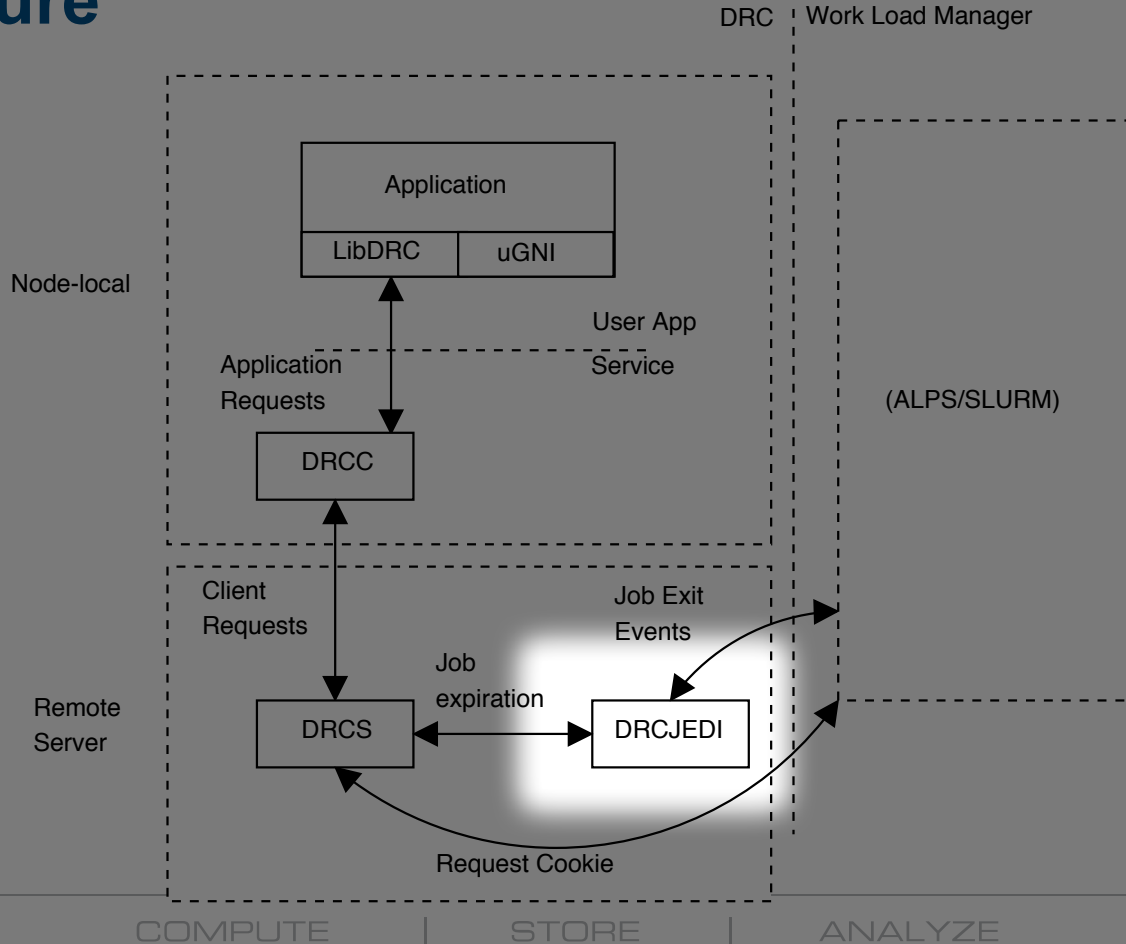 ure
DRC
Work Load Manager
Application
LibDRC
uGNI
Node-local
User App
Service
Application
Requests
(ALPS/SLURM)
DRCC
Client
Requests
Job Exit
Events
Job
expiration
Remote
Server
DRCS
DRCJEDI
Request Cookie
COMPUTE | STORE | ANALYZE